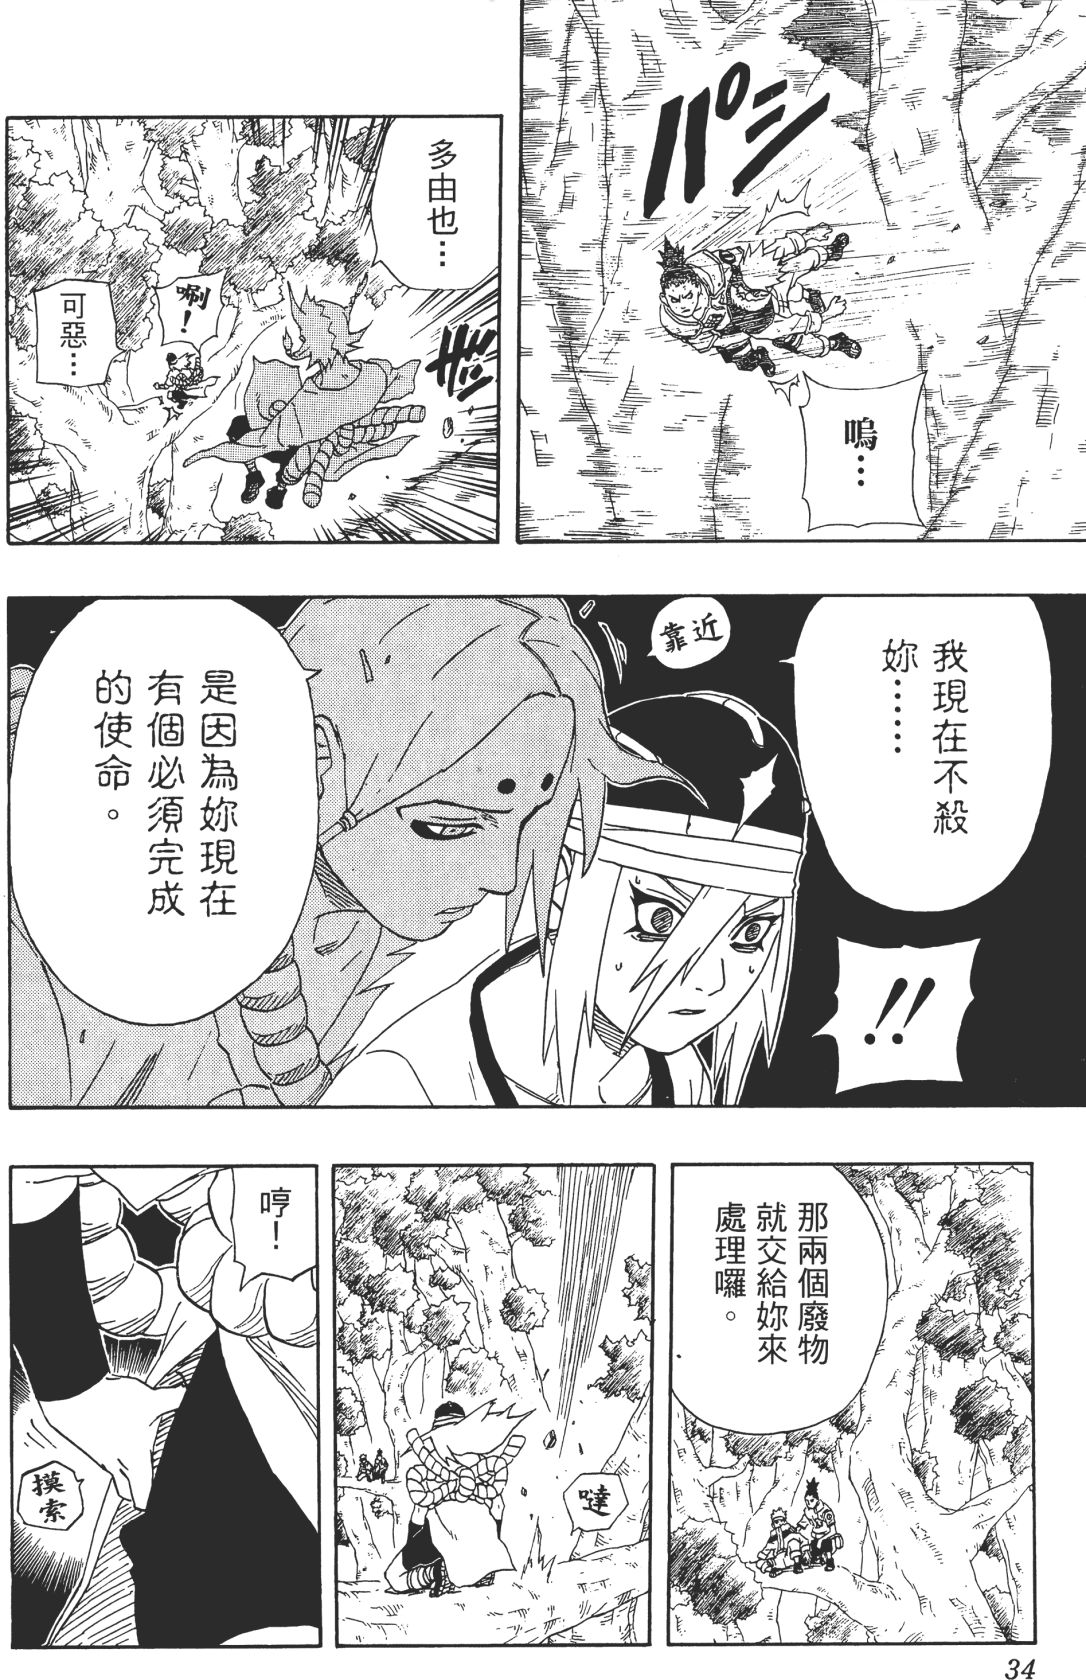 パシ
嗚…
多由也…
ザッ
唰!
可惡…
我現在不殺
妳……
靠近
!!
是因為妳現在
有個必須完成
的使命。
那兩個廢物
就交給妳來
處理囉。
噠
哼!
摸索
34